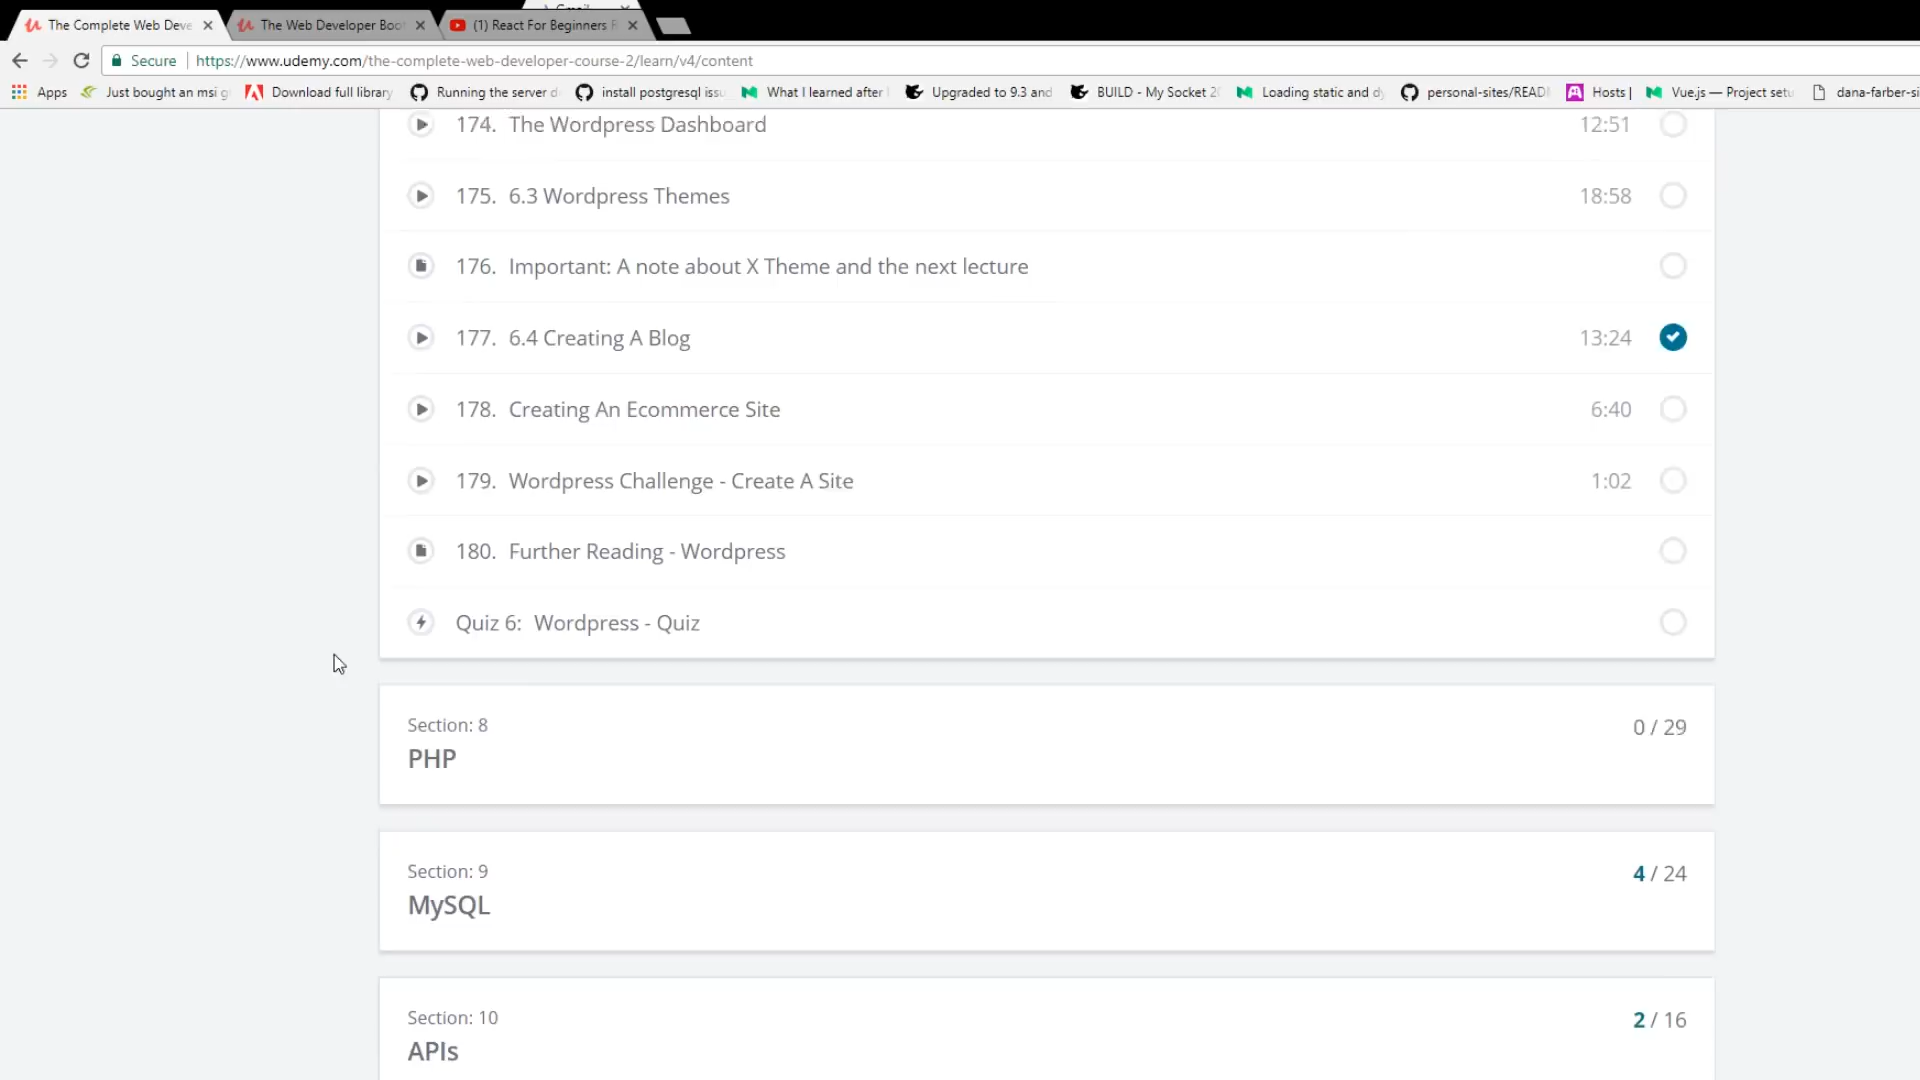 The Complete Web Deve
The Web Developer Boot
(1) React For Beginners
Secure
https://www.udemy.com/the-complete-web-developer-course-2/learn/v4/content
Apps
Just bought an msi g
Download full library
Running the server d
install postgresql issu
What I learned after
Upgraded to 9.3 and
BUILD - My Socket 20
Loading static and dy
personal-sites/READ
Hosts |
Vue.js — Project setu
dana-farber-si
174. The Wordpress Dashboard 12:51
175. 6.3 Wordpress Themes 18:58
176. Important: A note about X Theme and the next lecture
177. 6.4 Creating A Blog 13:24
178. Creating An Ecommerce Site 6:40
179. Wordpress Challenge - Create A Site 1:02
180. Further Reading - Wordpress
Quiz 6: Wordpress - Quiz
Section: 8
0 / 29
PHP
Section: 9
4 / 24
MySQL
Section: 10
2 / 16
APIs